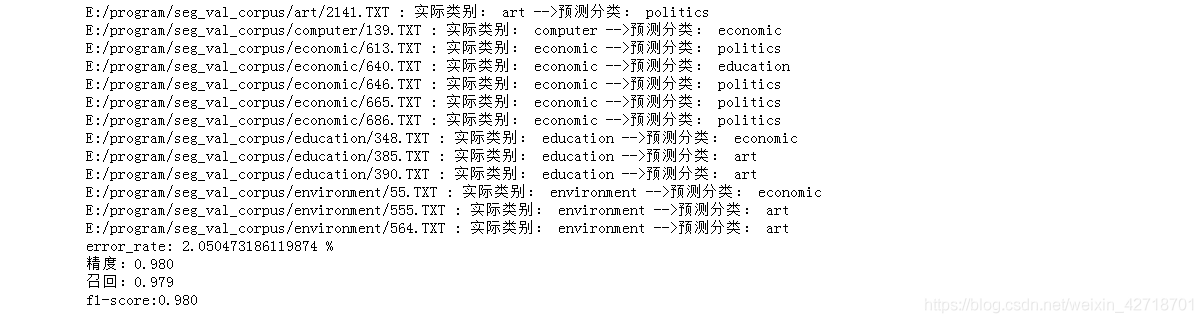 E:/program/seg_val_corpus/art/2141.TXT : 实际类别： art -->预测分类： politics
E:/program/seg_val_corpus/computer/139.TXT : 实际类别： computer -->预测分类： economic
E:/program/seg_val_corpus/economic/613.TXT : 实际类别： economic -->预测分类： politics
E:/program/seg_val_corpus/economic/640.TXT : 实际类别： economic -->预测分类： education
E:/program/seg_val_corpus/economic/646.TXT : 实际类别： economic -->预测分类： politics
E:/program/seg_val_corpus/economic/665.TXT : 实际类别： economic -->预测分类： politics
E:/program/seg_val_corpus/economic/686.TXT : 实际类别： economic -->预测分类： politics
E:/program/seg_val_corpus/education/348.TXT : 实际类别： education -->预测分类： economic
E:/program/seg_val_corpus/education/385.TXT : 实际类别： education -->预测分类： art
E:/program/seg_val_corpus/education/390.TXT : 实际类别： education -->预测分类： art
E:/program/seg_val_corpus/environment/55.TXT : 实际类别： environment -->预测分类： economic
E:/program/seg_val_corpus/environment/555.TXT : 实际类别： environment -->预测分类： art
E:/program/seg_val_corpus/environment/564.TXT : 实际类别： environment -->预测分类： art
error_rate: 2.050473186119874 %
精度：0.980
召回：0.979
f1-score:0.980
https://blog.csdn.net/weixin_42718701